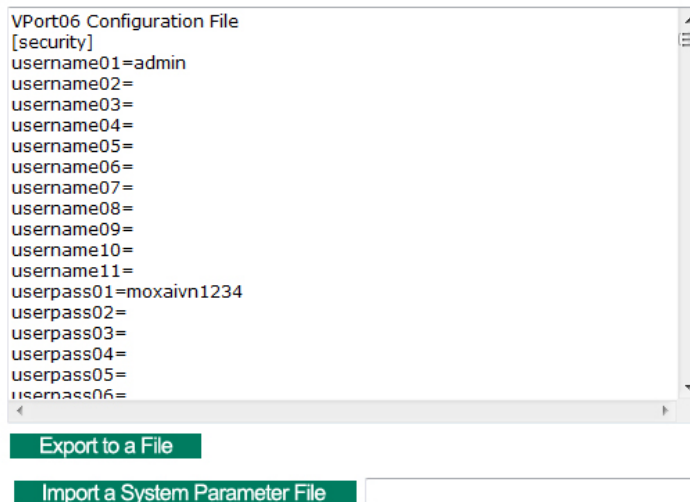 VPort06 Configuration File
[security]
username01=admin
username02=
username03=
username04=
username05=
username06=
username07=
username08=
username09=
username10=
username11=
userpass01=moxaivn1234
userpass02=
userpass03=
userpass04=
userpass05=
userpass06=
Export to a File
Import a System Parameter File